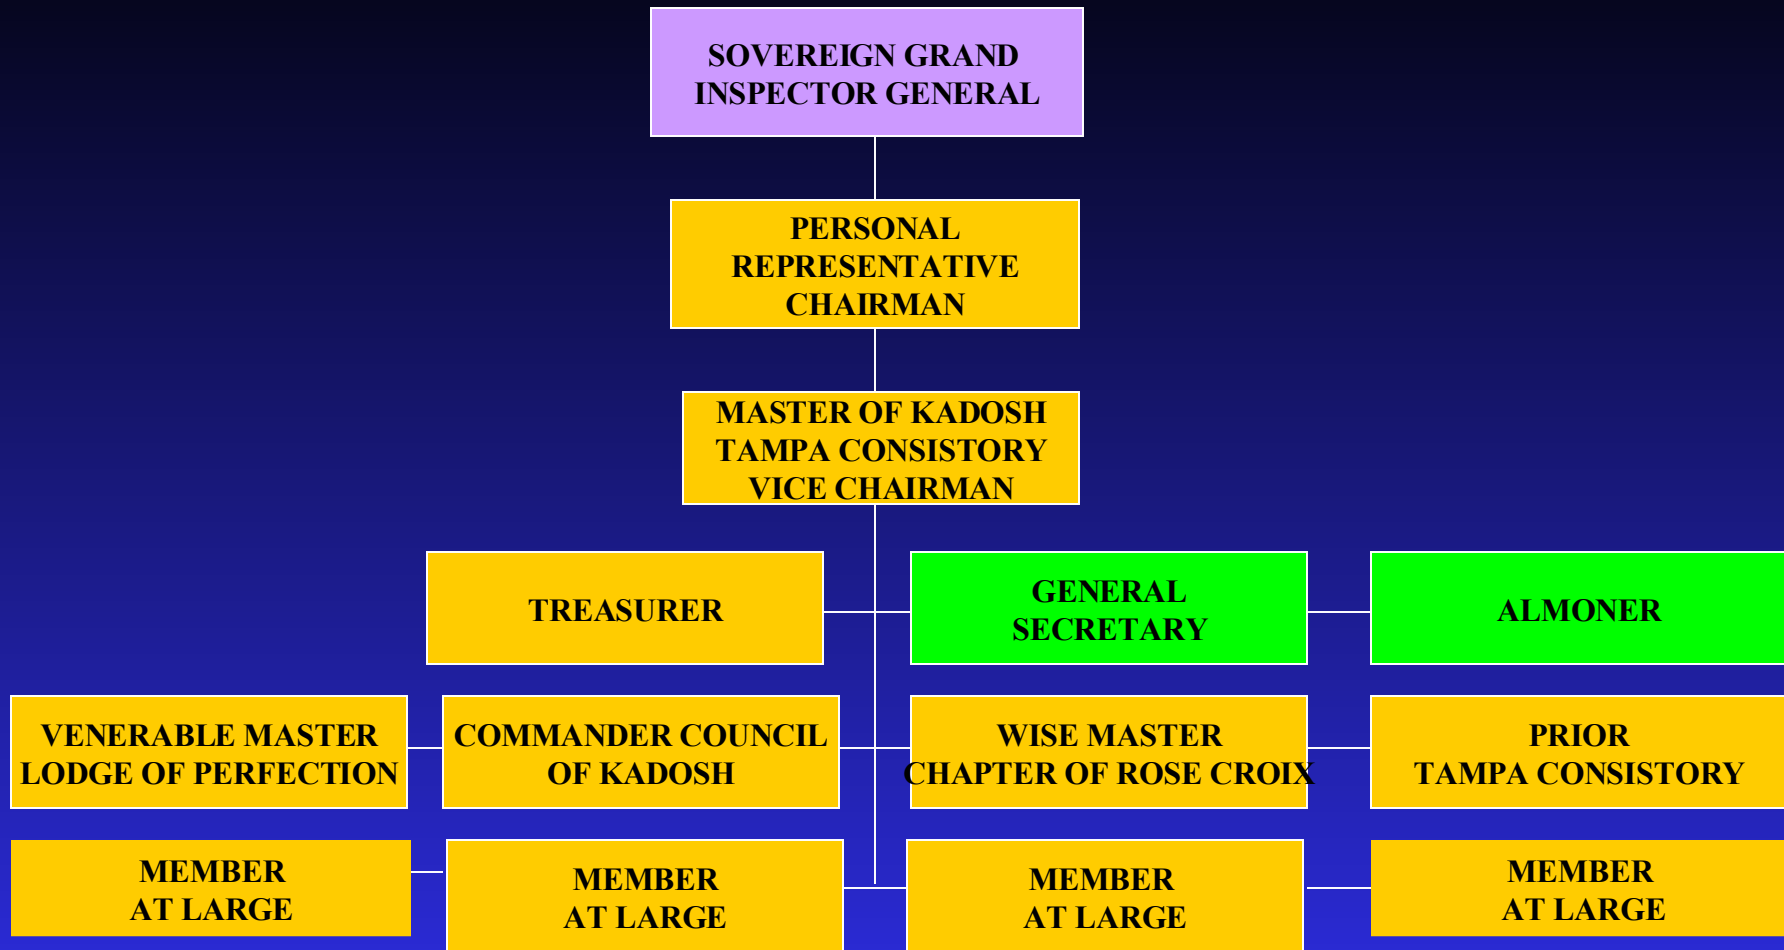 SOVEREIGN GRAND
INSPECTOR GENERAL
PERSONAL
REPRESENTATIVE
CHAIRMAN
MASTER OF KADOSH
TAMPA CONSISTORY
VICE CHAIRMAN
TREASURER
GENERAL
SECRETARY
ALMONER
VENERABLE MASTER
LODGE OF PERFECTION
COMMANDER COUNCIL
OF KADOSH
WISE MASTER
CHAPTER OF ROSE CROIX
PRIOR
TAMPA CONSISTORY
MEMBER
AT LARGE
MEMBER
AT LARGE
MEMBER
AT LARGE
MEMBER
AT LARGE